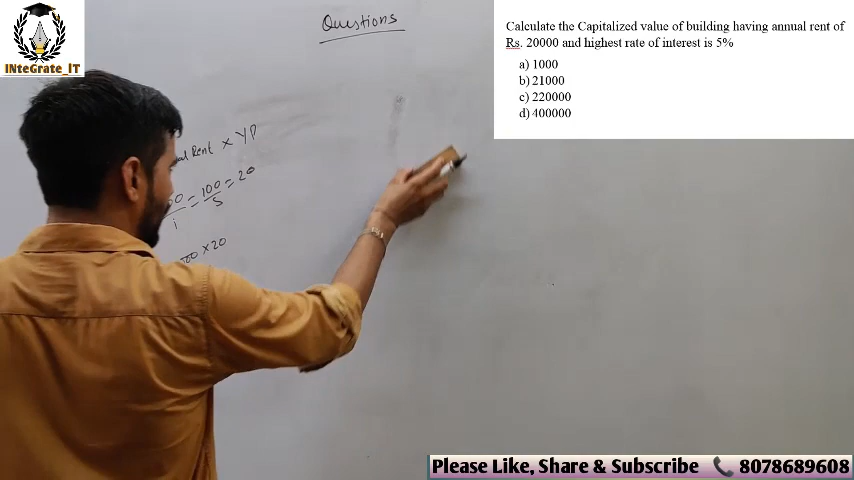 Questions
Calculate the Capitalized value of building having annual rent of
Rs. 20000 and highest rate of interest is 5%
a) 1000
b) 21000
c) 220000
d) 400000
INteGrate_IT
Rent × YP
i = 100/5 = 20
× 20
Please Like, Share & Subscribe 8078689608